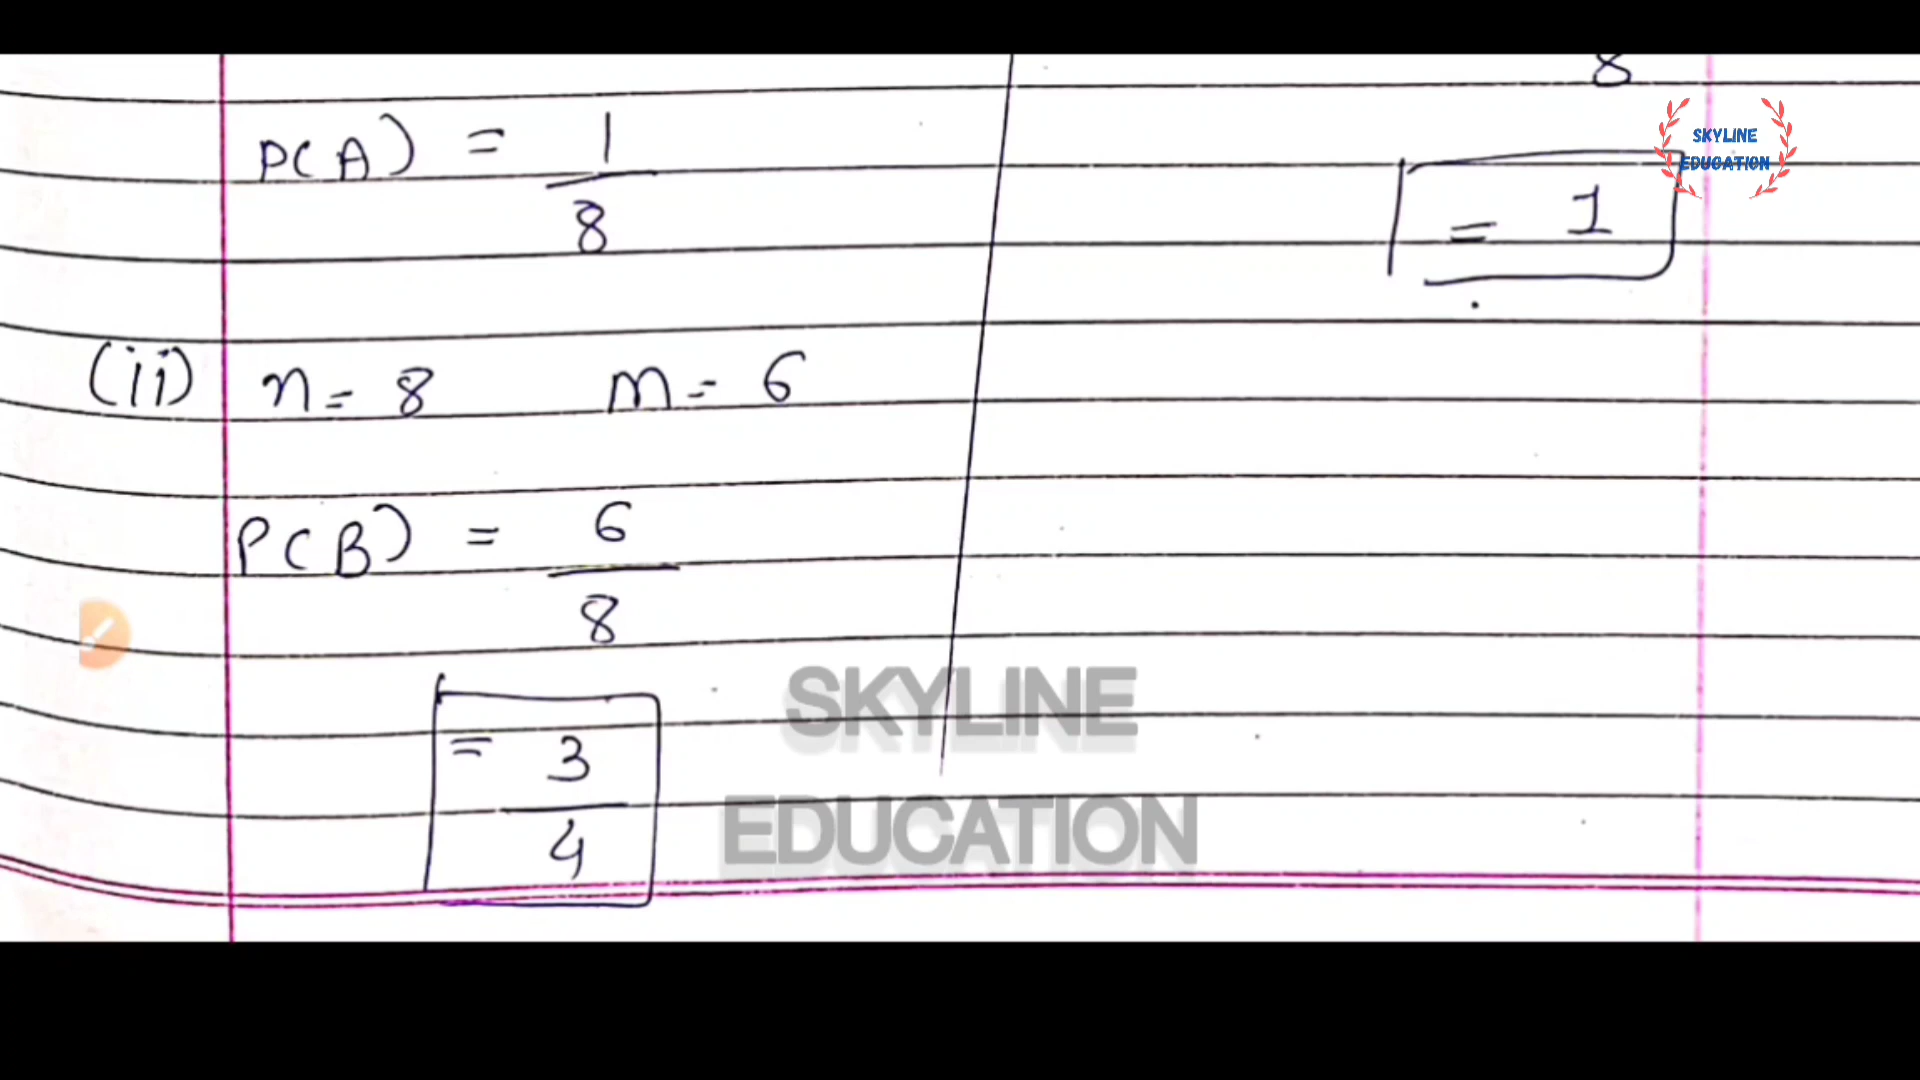 P(A) = 1
8
(ii) n = 8 m = 6
P(B) = 6
8
= 3
4
8
= 1
SKYLINE
EDUCATION
SKYLINE
EDUCATION